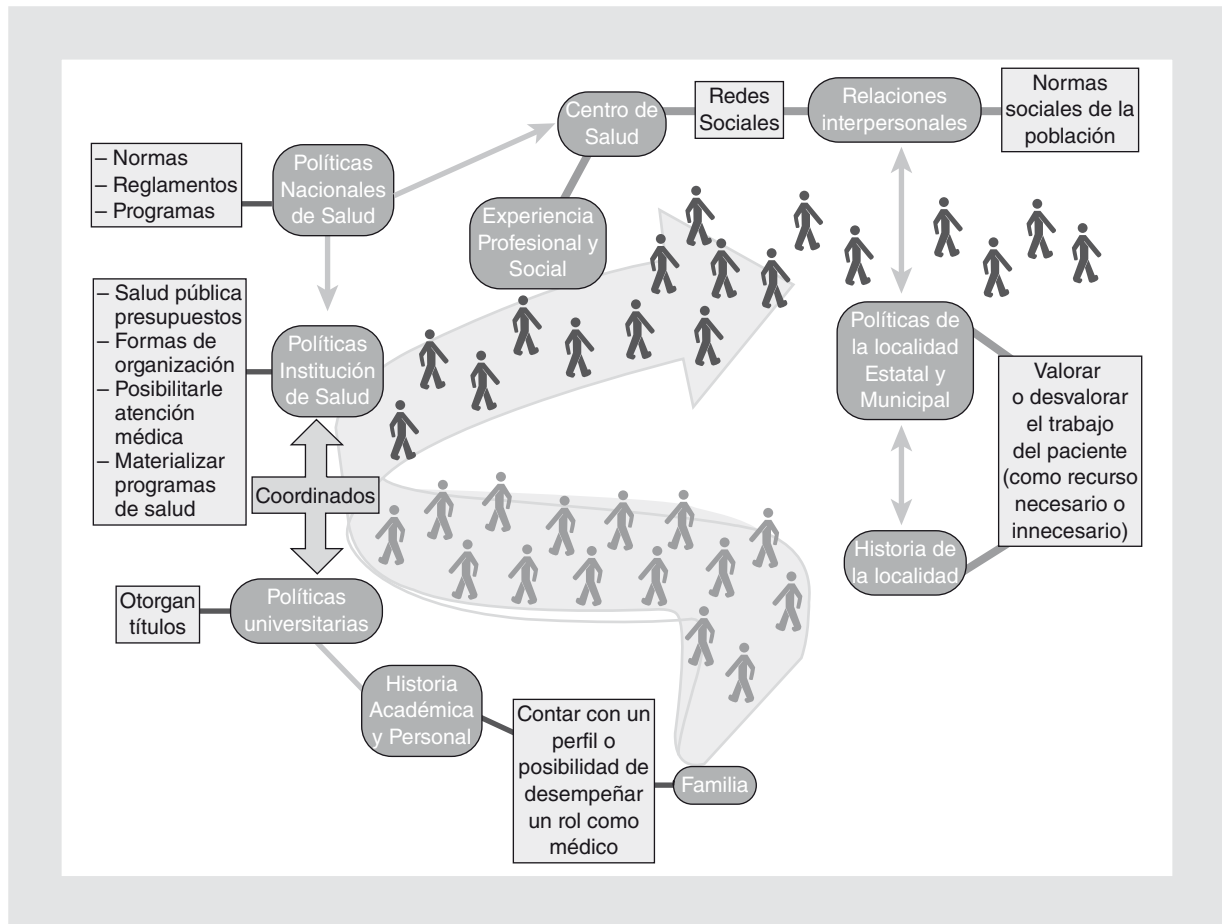 Centro de
Salud
Redes
Sociales
Relaciones
interpersonales
Normas
sociales de la
población
– Normas
– Reglamentos
– Programas
Políticas
Nacionales
de Salud
Experiencia
Profesional y
Social
– Salud pública
presupuestos
– Formas de
organización
– Posibilitarle
atención
médica
– Materializar
programas
de salud
Políticas
Institución
de Salud
Políticas de
la localidad
Estatal y
Municipal
Valorar
o desvalorar
el trabajo
del paciente
(como recurso
necesario o
innecesario)
Coordinados
Historia de
la localidad
Otorgan
títulos
Políticas
universitarias
Historia
Académica
y Personal
Contar con un
perfil o
posibilidad de
desempeñar
un rol como
médico
Familia